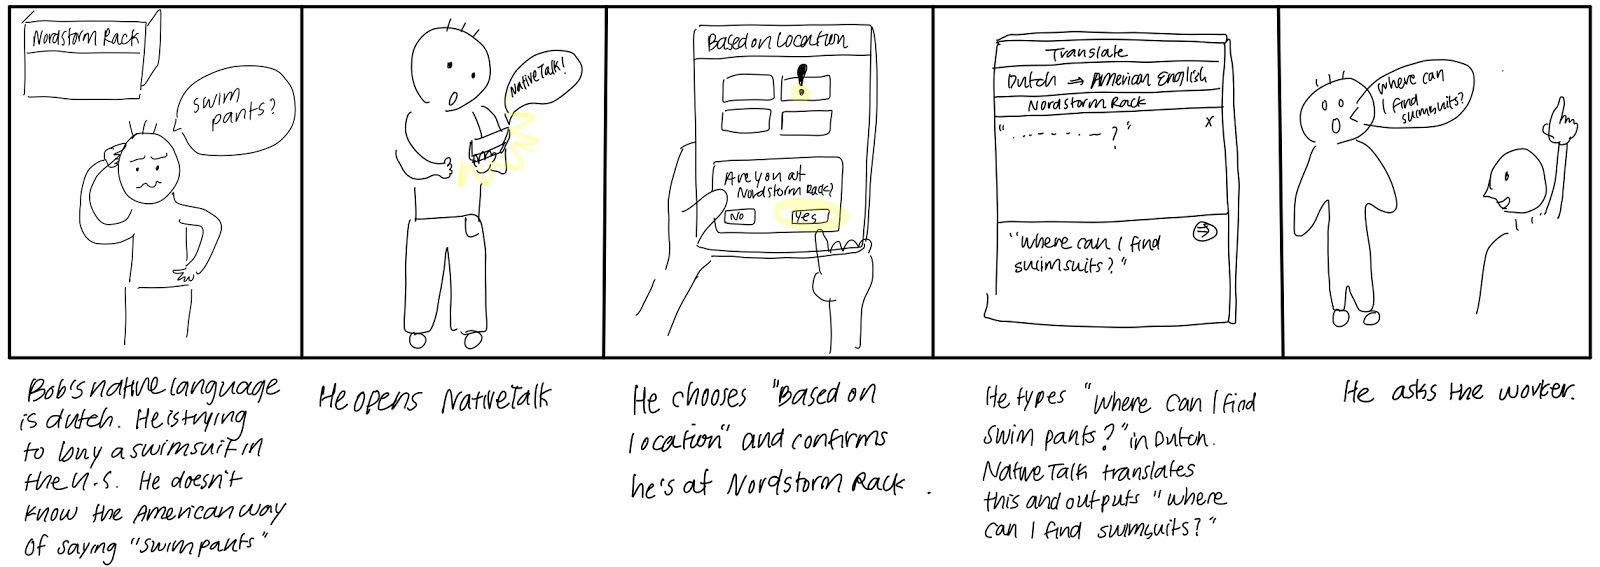 Nordstorm Rack
swim
pants?
NativeTalk!
Based on Location
!
Are you at
Nordstorm Rack?
No
Yes
Translate
Dutch ⇒ American English
Nordstorm Rack
"------- ?"
x
"Where can I find
swimsuits?"
where can
I find
swimsuits?
Bob's native language
is dutch. He is trying
to buy a swimsuit in
the U.S. He doesn't
know the American way
of saying "swim pants"
He opens NativeTalk
He chooses "Based on
location" and confirms
he's at Nordstorm Rack.
He types "Where can I find
swim pants?" in Dutch.
NativeTalk translates
this and outputs "where
can I find swimsuits?"
He asks the worker.